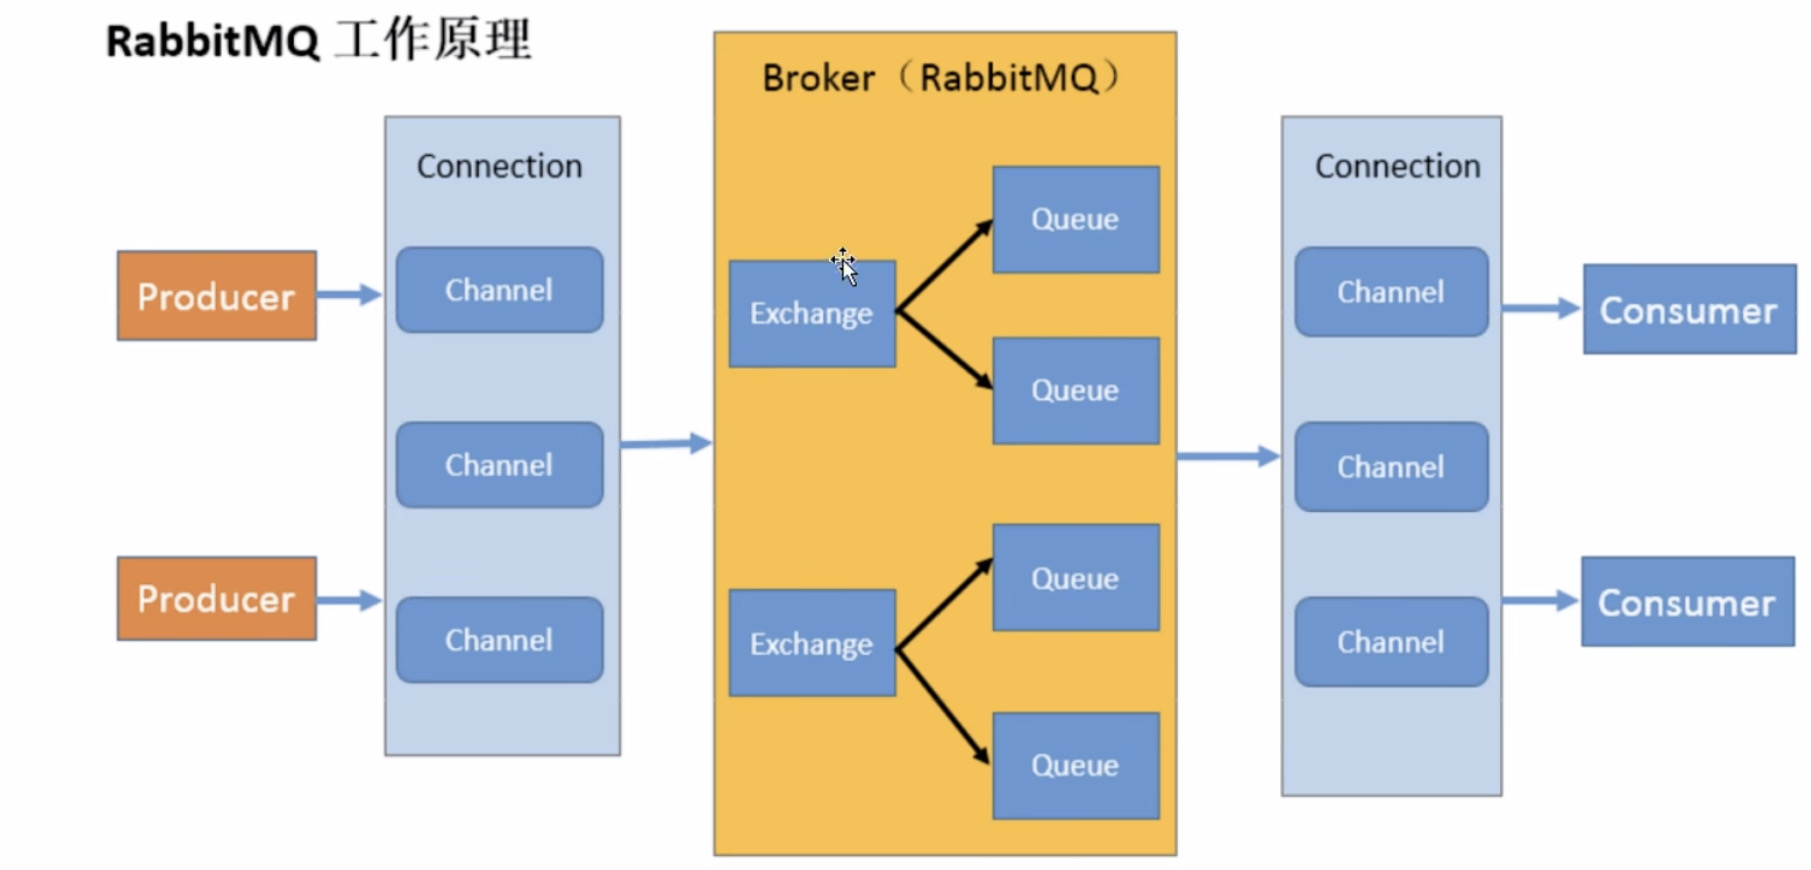 RabbitMQ 工作原理
Broker（RabbitMQ）
Connection
Connection
Producer
Channel
Exchange
Queue
Queue
Channel
Consumer
Channel
Channel
Producer
Channel
Exchange
Queue
Queue
Channel
Consumer